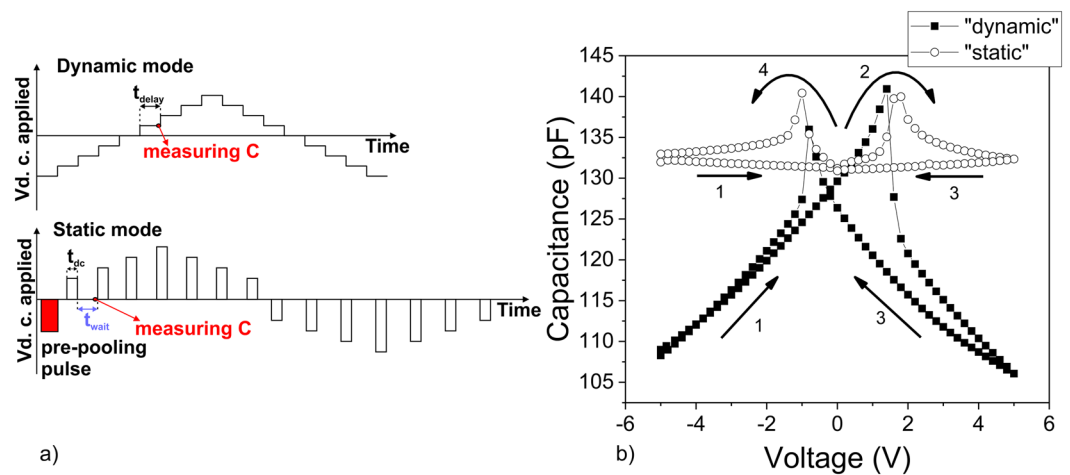 Dynamic mode
Vd. c. applied
tdelay
Time
measuring C
Static mode
Vd. c. applied
tdc
Time
twait
measuring C
pre-pooling
pulse
a)
"dynamic"
"static"
Capacitance (pF)
145
140
135
130
125
120
115
110
105
4
2
1
3
1
3
-6
-4
-2
0
2
4
6
Voltage (V)
b)